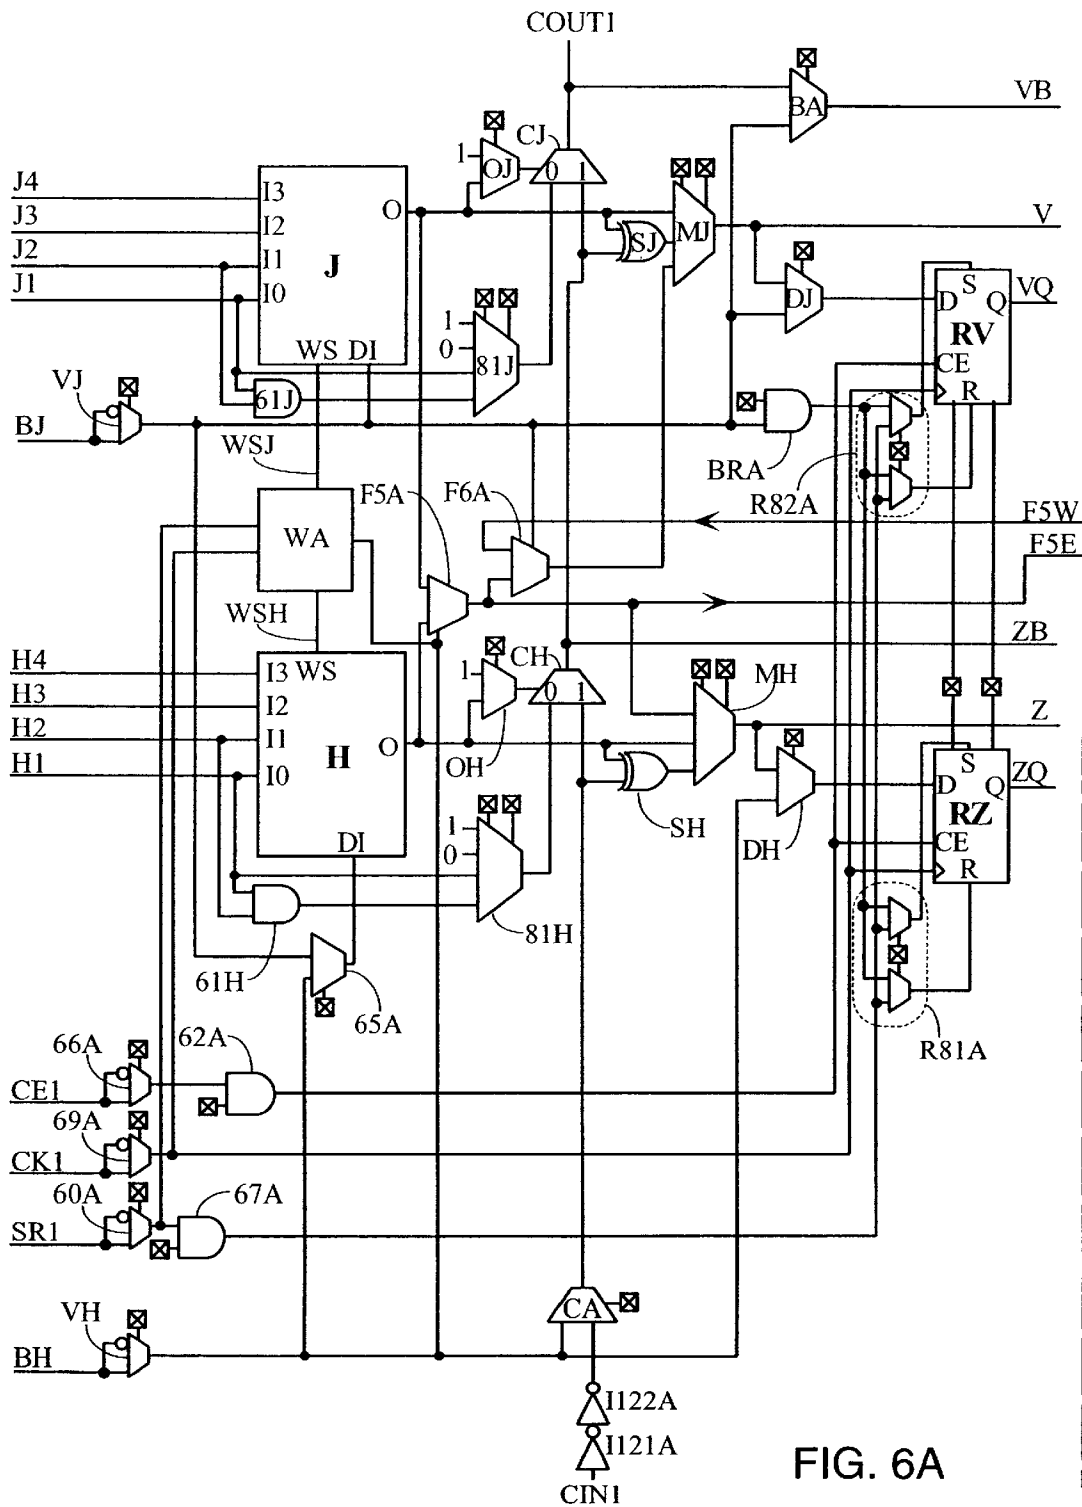 COUT1
BA
VB
CJ
1
OJ
0 1
J4
J3
J2
J1
I3
I2
I1
I0
O
J
WS DI
SJ
MJ
V
DJ
D
S
Q
VQ
RV
CE
R
1
0
81J
61J
VJ
BJ
WSJ
BRA
R82A
F5A
F6A
F5W
F5E
WA
WSH
ZB
H4
H3
H2
H1
I3
WS
I2
I1
I0
O
H
DI
1
CH
0 1
OH
MH
Z
SH
DH
D
S
Q
ZQ
RZ
CE
R
1
0
81H
61H
65A
R81A
66A
62A
CE1
69A
CK1
60A
67A
SR1
VH
CA
BH
I122A
I121A
CIN1
FIG. 6A